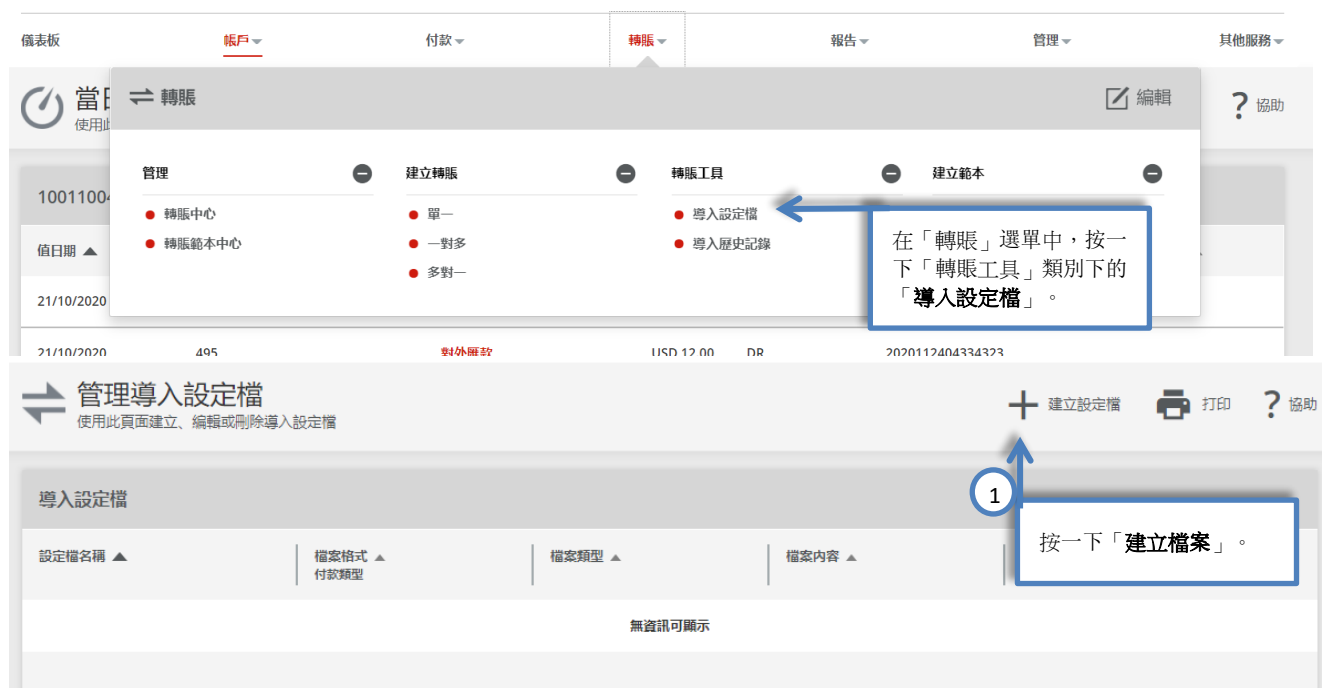 儀表板 帳戶 付款 轉賬 報告 管理 其他服務
當日
使用此
轉賬 編輯 協助
管理 建立轉賬 轉賬工具 建立範本
1001100
轉賬中心 單一 導入設定檔
轉賬範本中心 一對多 導入歷史記錄
多對一
在「轉賬」選單中，按一
下「轉賬工具」類別下的
「導入設定檔」。
值日期
21/10/2020
21/10/2020 495 對外匯款 USD 12.00 DR 2020112404334323
管理導入設定檔
使用此頁面建立、編輯或刪除導入設定檔
建立設定檔 打印 協助
1
按一下「建立檔案」。
導入設定檔
設定檔名稱 檔案格式 檔案類型 檔案內容
付款類型
無資訊可顯示